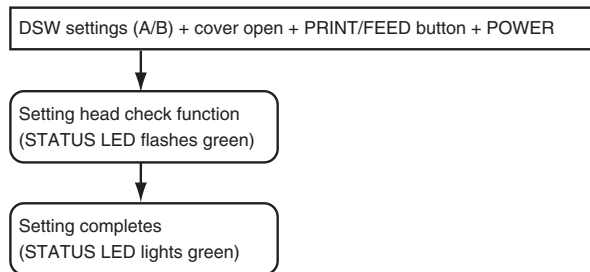 DSW settings (A/B) + cover open + PRINT/FEED button + POWER
Setting head check function
(STATUS LED flashes green)
Setting completes
(STATUS LED lights green)